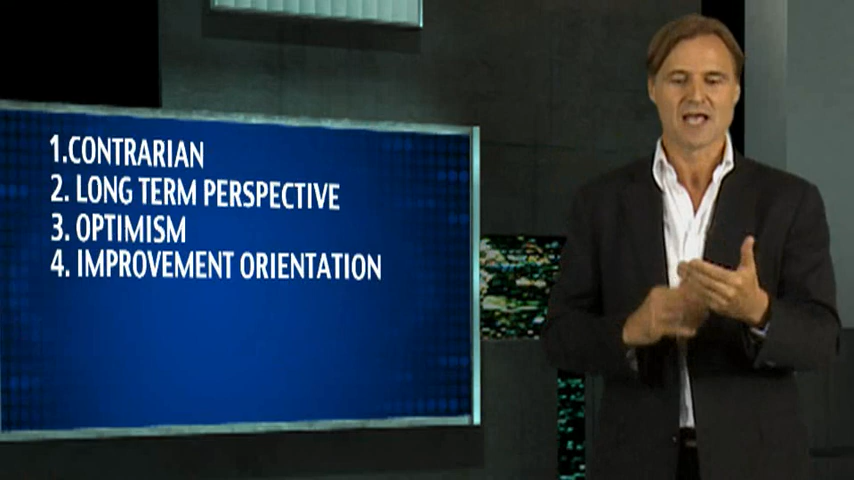 1.CONTRARIAN
2. LONG TERM PERSPECTIVE
3. OPTIMISM
4. IMPROVEMENT ORIENTATION